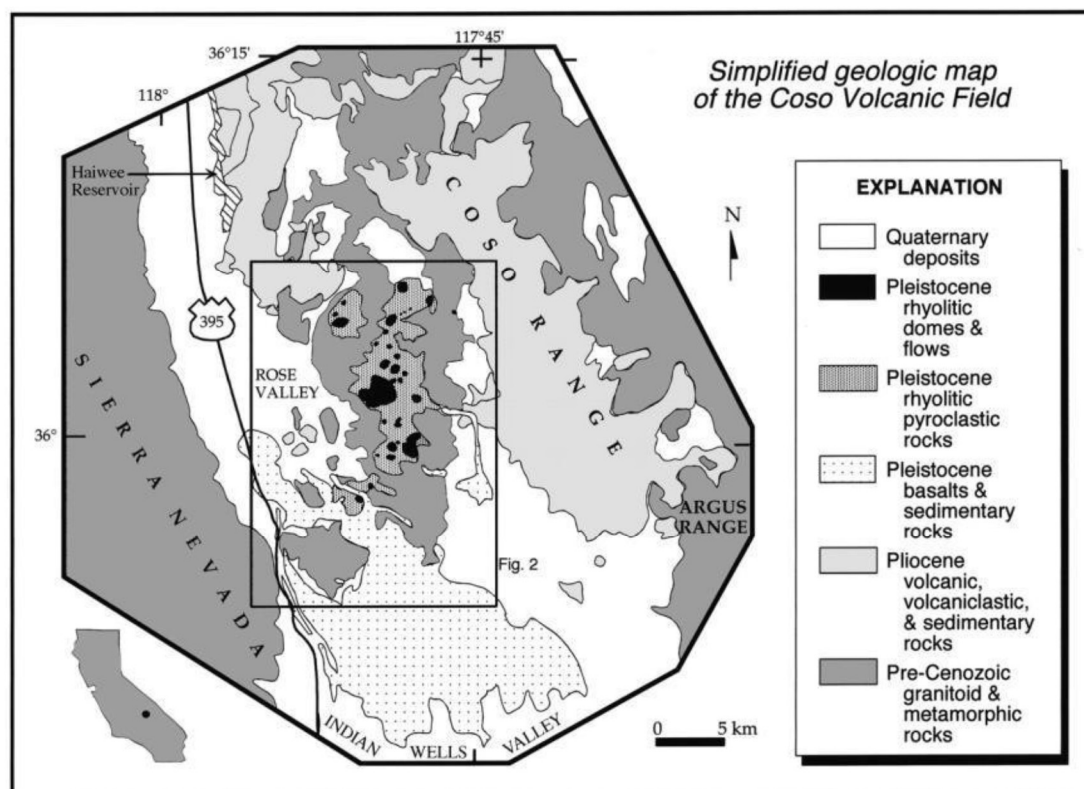 Simplified geologic map
of the Coso Volcanic Field
117°45'
36°15'
118°
Haiwee
Reservoir
COSO RANGE
N
395
ROSE
VALLEY
SIERRA NEVADA
36°
ARGUS
RANGE
Fig. 2
INDIAN WELLS VALLEY
0 5 km
EXPLANATION
Quaternary
deposits
Pleistocene
rhyolitic
domes &
flows
Pleistocene
rhyolitic
pyroclastic
rocks
Pleistocene
basalts &
sedimentary
rocks
Pliocene
volcanic,
volcaniclastic,
& sedimentary
rocks
Pre-Cenozoic
granitoid &
metamorphic
rocks